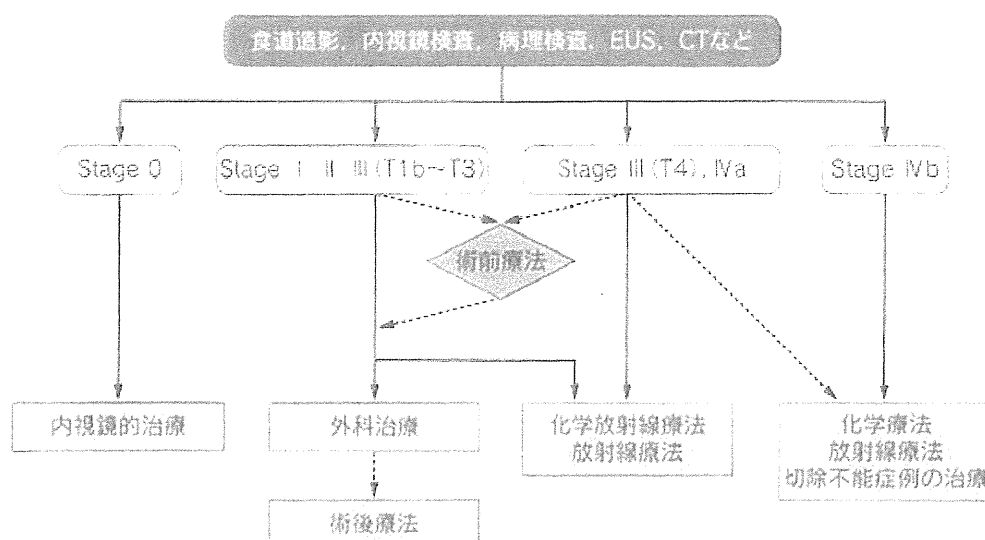 食道造影, 内視鏡検査, 病理検査, EUS, CTなど
Stage 0
Stage I II III (T1b～T3)
Stage III (T4), IVa
Stage IVb
術前療法
内視鏡的治療
外科治療
化学放射線療法
放射線療法
化学療法
放射線療法
切除不能症例の治療
術後療法